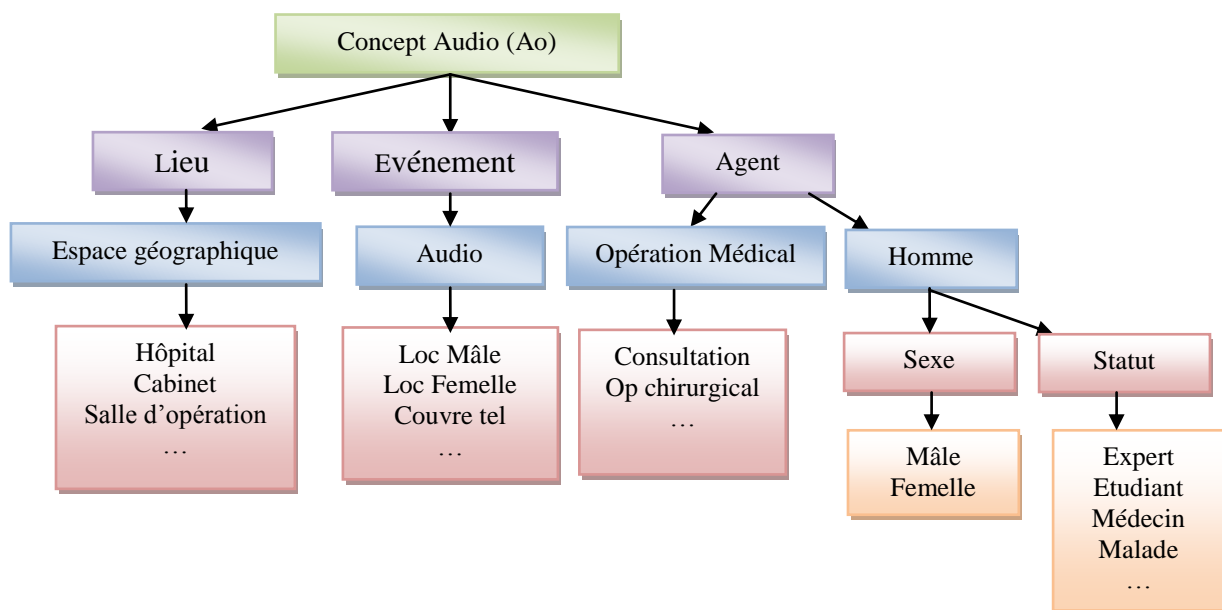 Concept Audio (Ao)
Lieu
Evénement
Agent
Espace géographique
Audio
Opération Médical
Homme
Hôpital
Cabinet
Salle d’opération
…
Loc Mâle
Loc Femelle
Couvre tel
…
Consultation
Op chirurgical
…
Sexe
Statut
Mâle
Femelle
Expert
Etudiant
Médecin
Malade
…